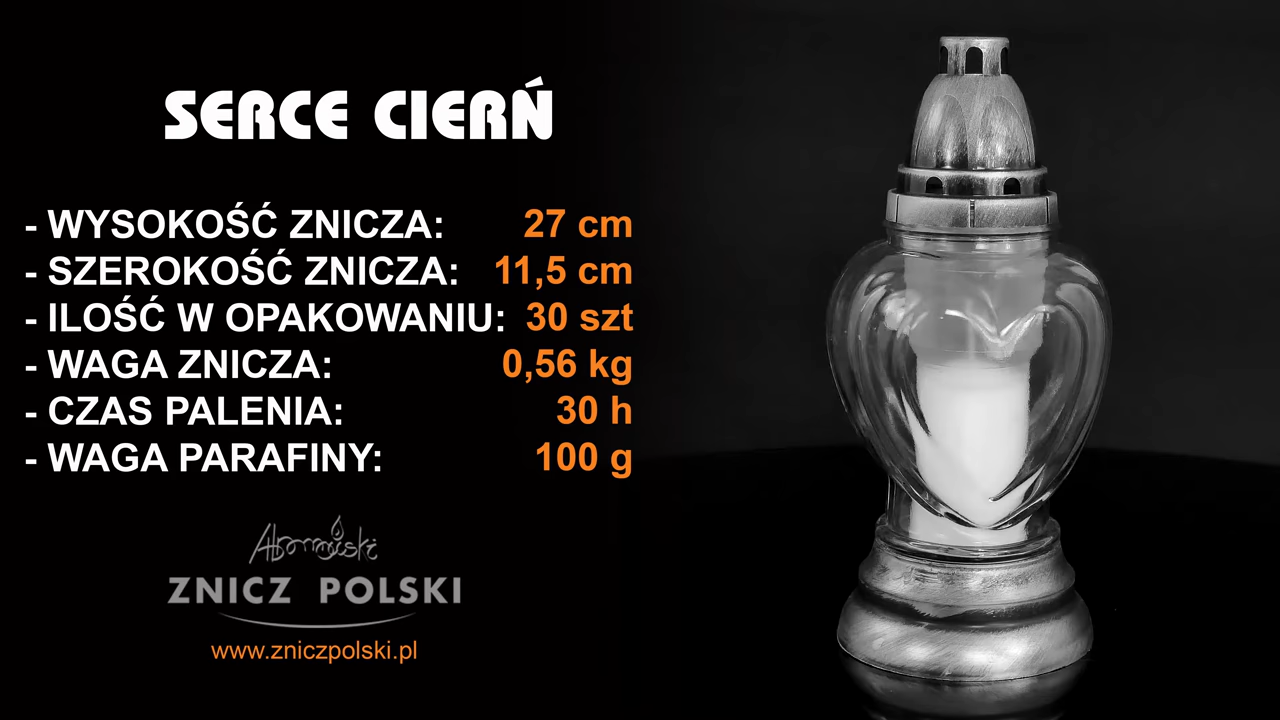 SERCE CIERŃ
- WYSOKOŚĆ ZNICZA: 27 cm
- SZEROKOŚĆ ZNICZA: 11,5 cm
- ILOŚĆ W OPAKOWANIU: 30 szt
- WAGA ZNICZA: 0,56 kg
- CZAS PALENIA: 30 h
- WAGA PARAFINY: 100 g
ZNICZ POLSKI
www.zniczpolski.pl